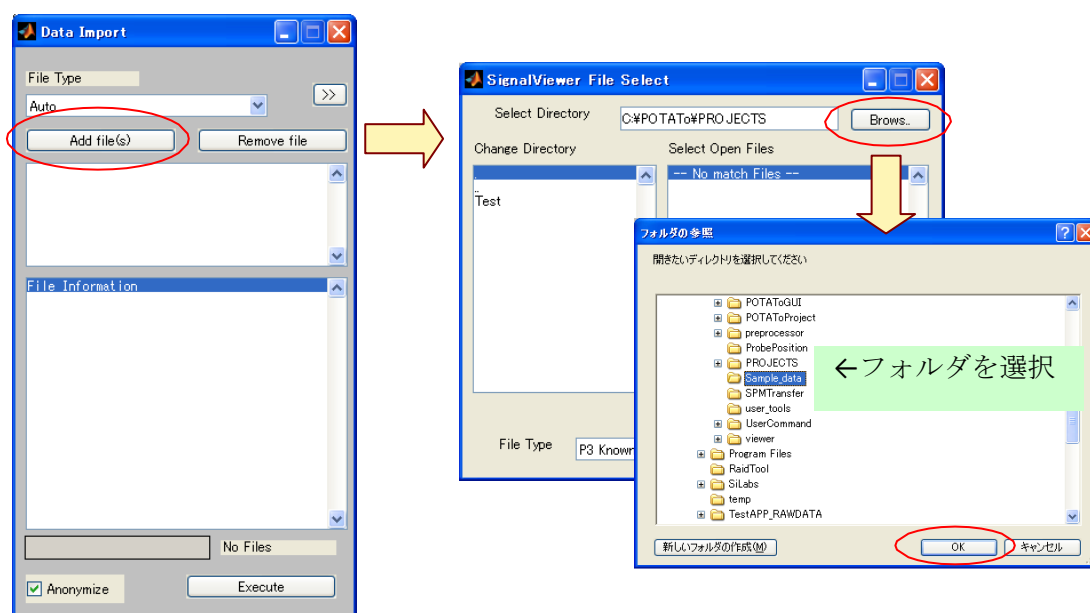 Data Import
File Type
Auto
>>
Add file(s)
Remove file
File Information
No Files
Anonymize
Execute
SignalViewer File Select
Select Directory
C:¥POTATo¥PROJECTS
Browse..
Change Directory
Select Open Files
.
..
Test
-- No match Files --
File Type
P3 Known
フォルダの参照
開きたいディレクトリを選択してください
POTAToGUI
POTAToProject
preprocessor
ProbePosition
PROJECTS
Sample_data
SPMTransfer
user_tools
UserCommand
viewer
Program Files
RaidTool
SiLabs
temp
TestAPP_RAWDATA
←フォルダを選択
新しいフォルダの作成(M)
OK
キャンセル